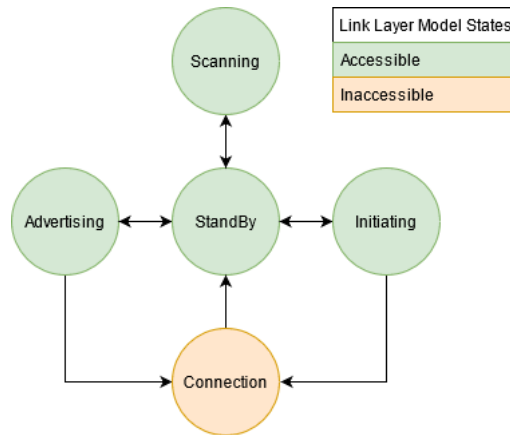 Link Layer Model States
Accessible
Inaccessible
Scanning
Advertising
StandBy
Initiating
Connection